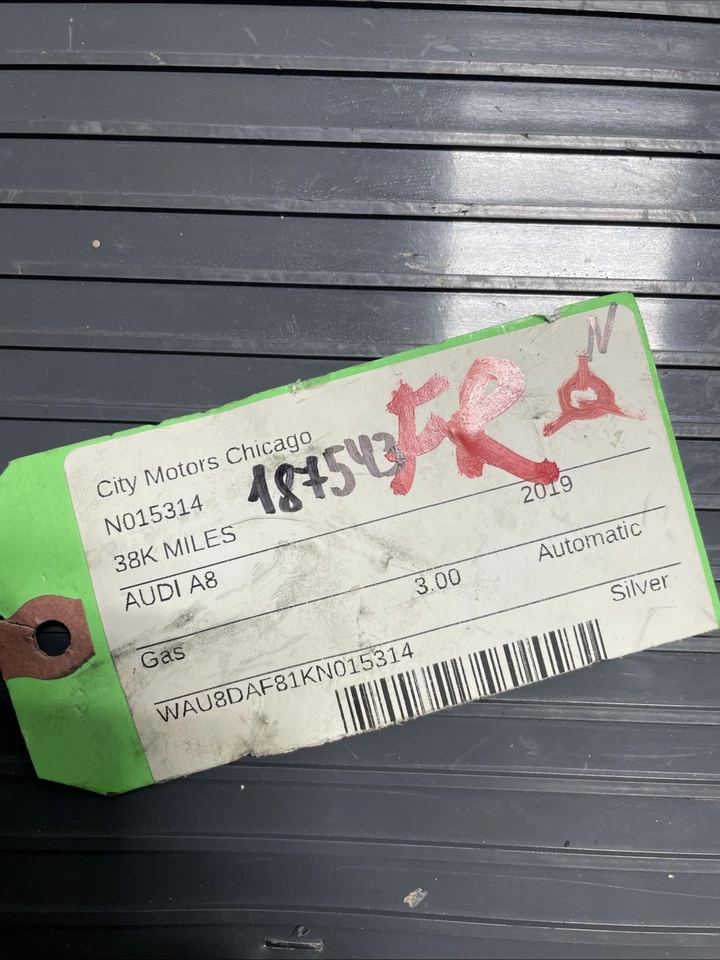 City Motors Chicago
N015314 187543 FR N
38K MILES 2019
AUDI A8 3.00 Automatic
Gas Silver
WAU8DAF81KN015314